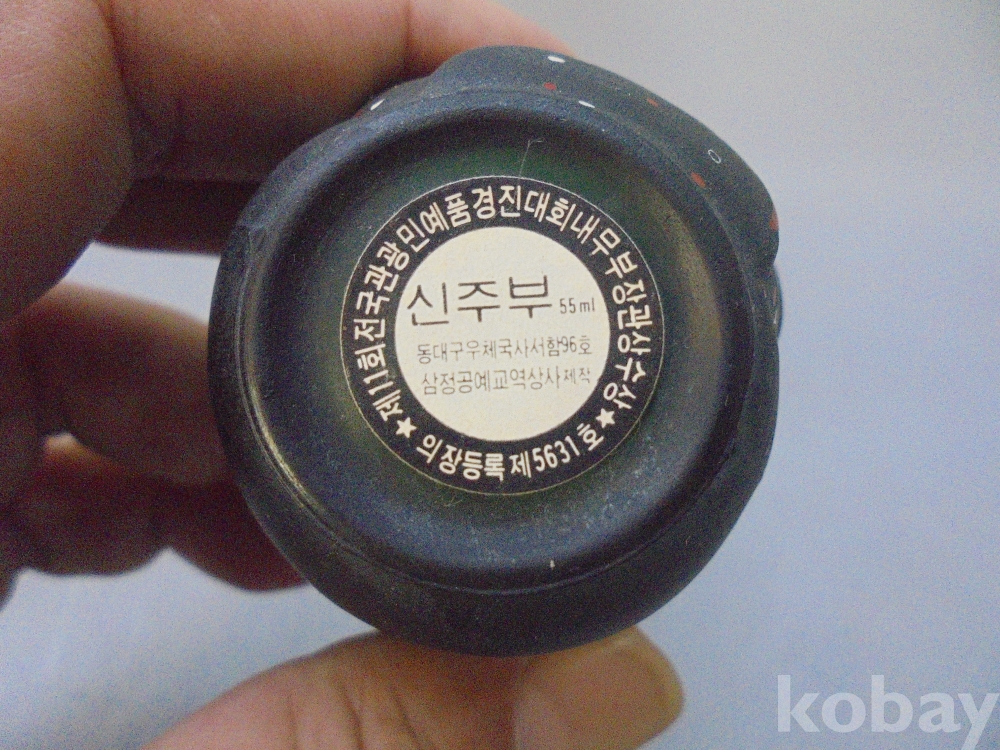 제11회전국관광민예품경진대회내무부장관상수상
신주부 55ml
동대구우체국사서함96호
삼정공예교역상사제작
★의장등록제5631호★
kobay